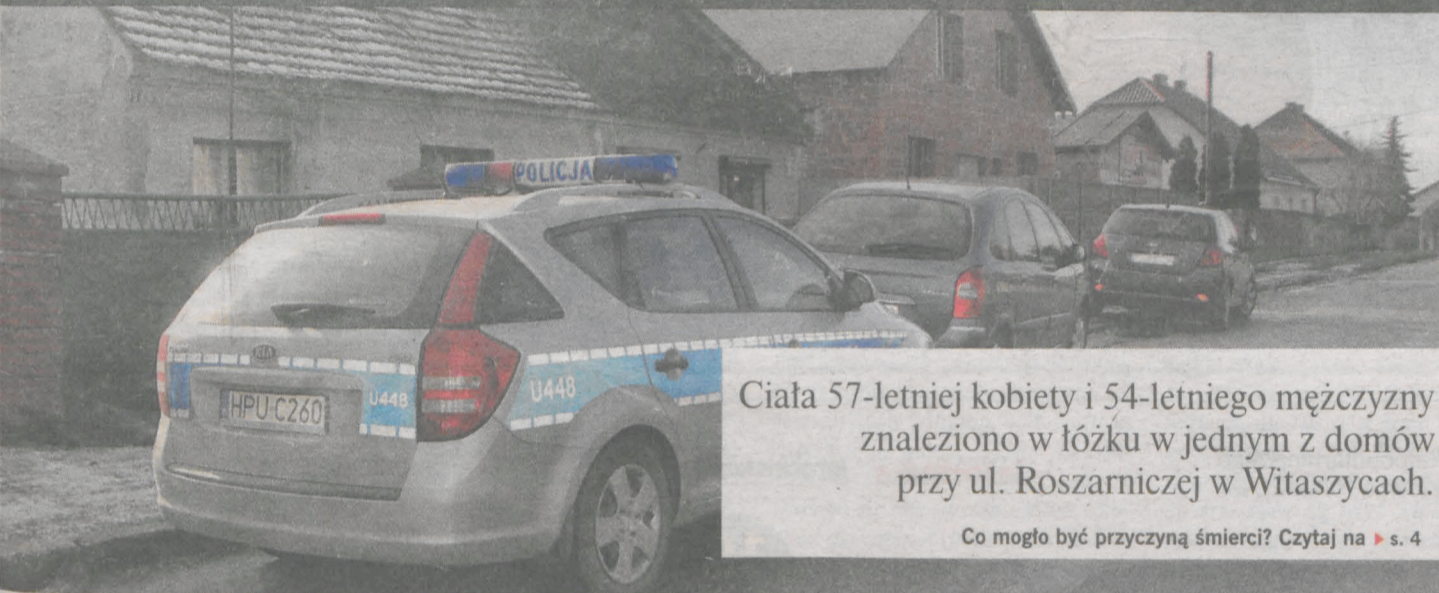 POLICJA
KIA
HPU C260
U448
U448
Ciała 57-letniej kobiety i 54-letniego mężczyzny
znaleziono w łóżku w jednym z domów
przy ul. Roszarniczej w Witaszycach.
Co mogło być przyczyną śmierci? Czytaj na ▸ s. 4